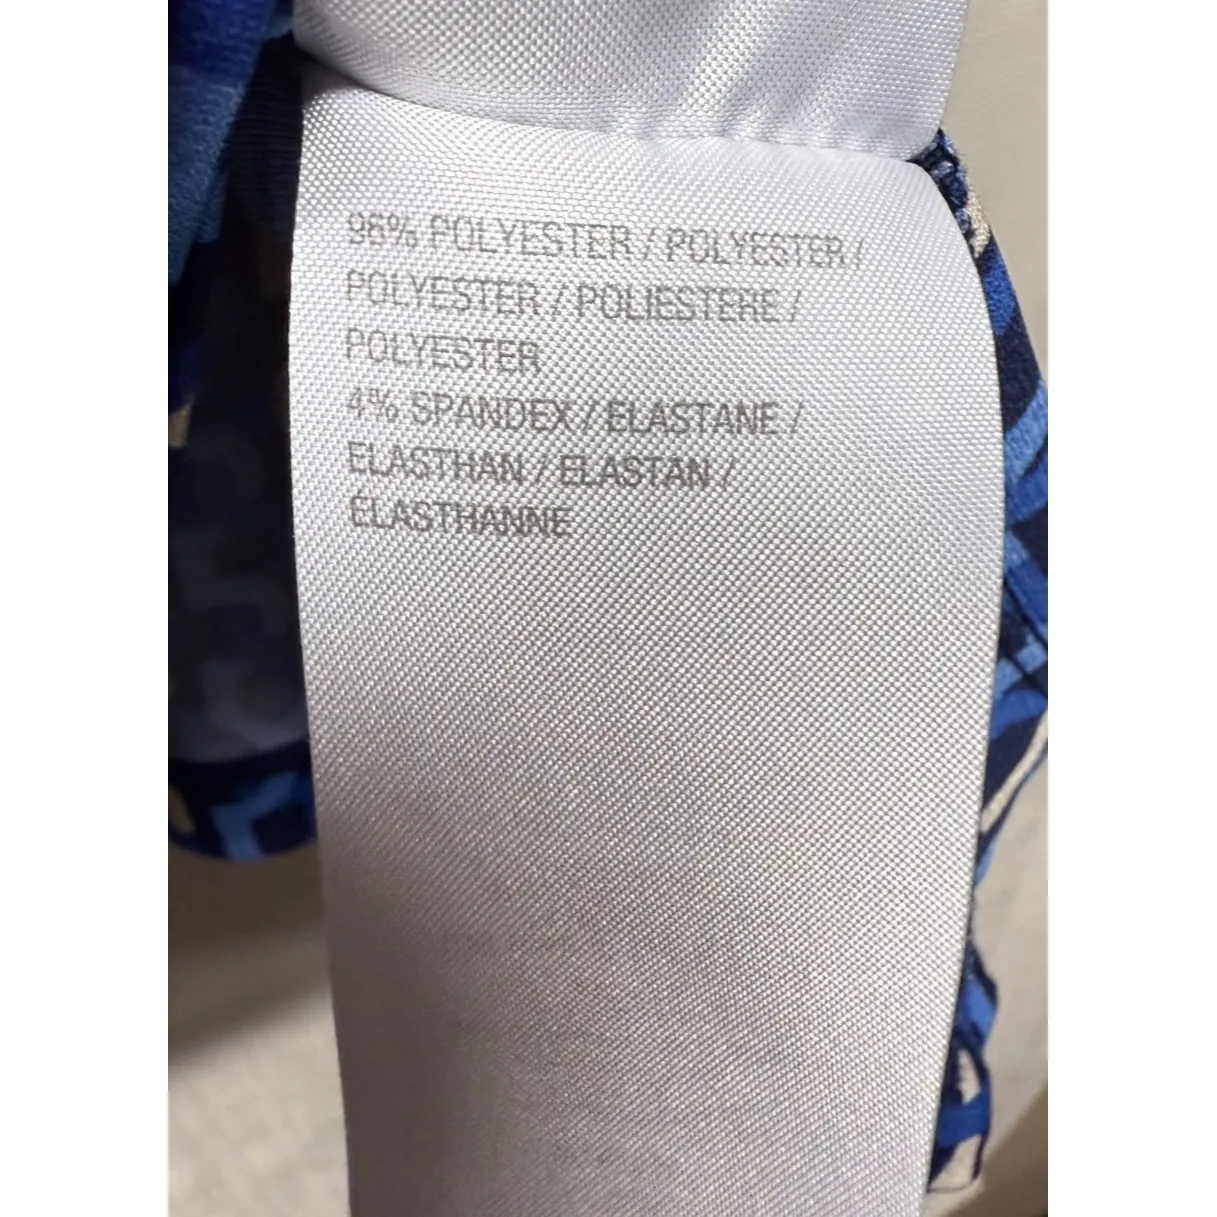 96% POLYESTER / POLYESTER /
POLYESTER / POLIESTERE /
POLYESTER
4% SPANDEX / ELASTANE /
ELASTHAN / ELASTAN /
ELASTHANNE